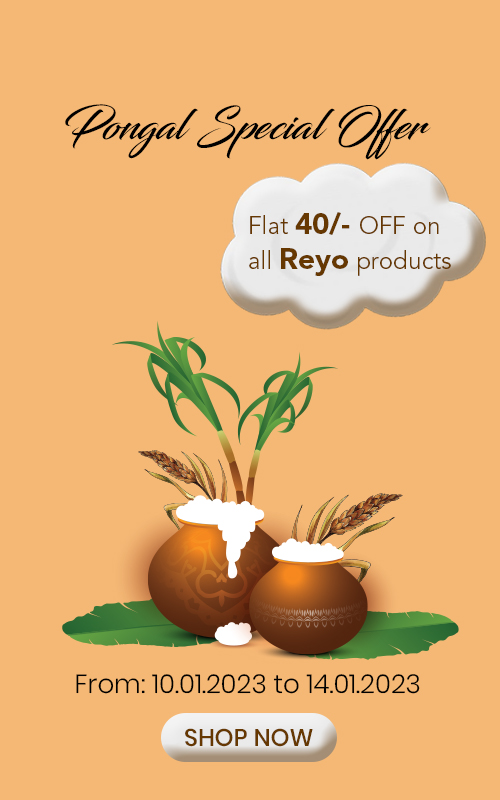 Pongal Special Offer
Flat 40/- OFF on
all Reyo products
From: 10.01.2023 to 14.01.2023
SHOP NOW